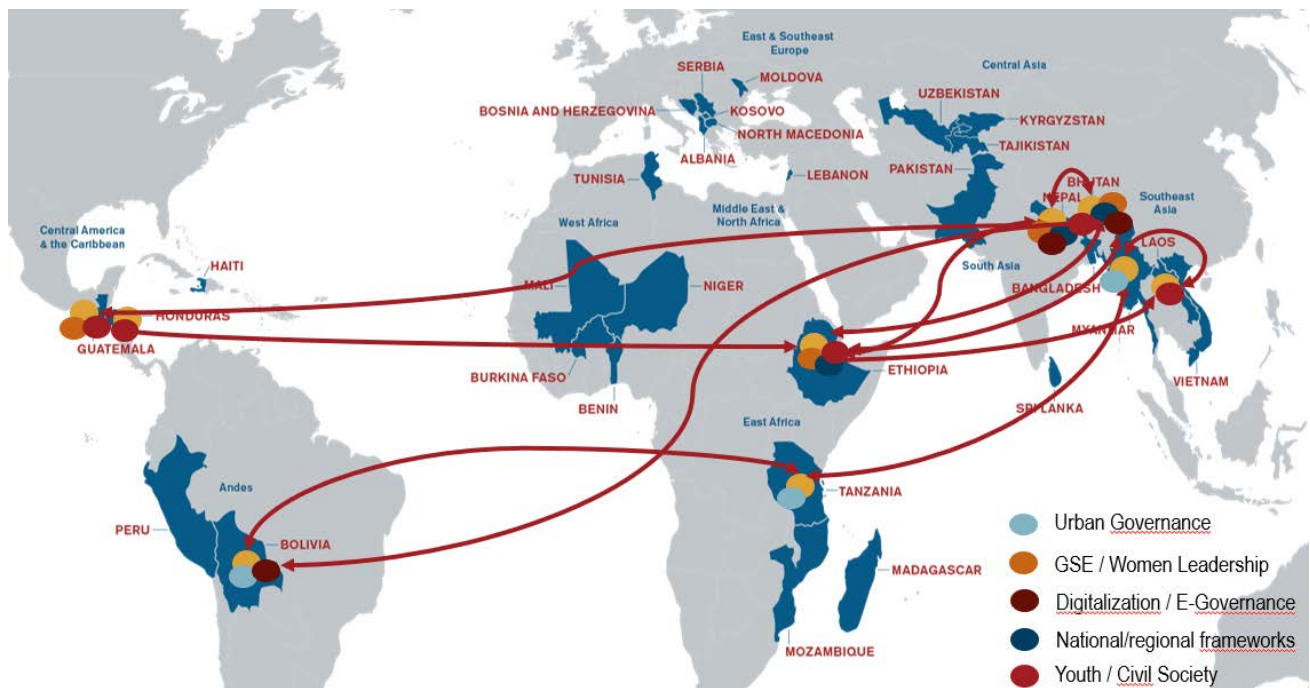 East & Southeast
Europe
SERBIA
MOLDOVA
Central Asia
BOSNIA AND HERZEGOVINA
KOSOVO
UZBEKISTAN
KYRGYZSTAN
NORTH MACEDONIA
TAJIKISTAN
ALBANIA
PAKISTAN
TUNISIA
LEBANON
BHUTAN
NEPAL
Southeast
Asia
Central America
& the Caribbean
West Africa
Middle East &
North Africa
HAITI
LAOS
South Asia
MALI
NIGER
BANGLADESH
HONDURAS
MYANMAR
GUATEMALA
BURKINA FASO
ETHIOPIA
VIETNAM
BENIN
SRI LANKA
East Africa
Andes
TANZANIA
PERU
BOLIVIA
MADAGASCAR
MOZAMBIQUE
Urban Governance
GSE / Women Leadership
Digitalization / E-Governance
National/regional frameworks
Youth / Civil Society